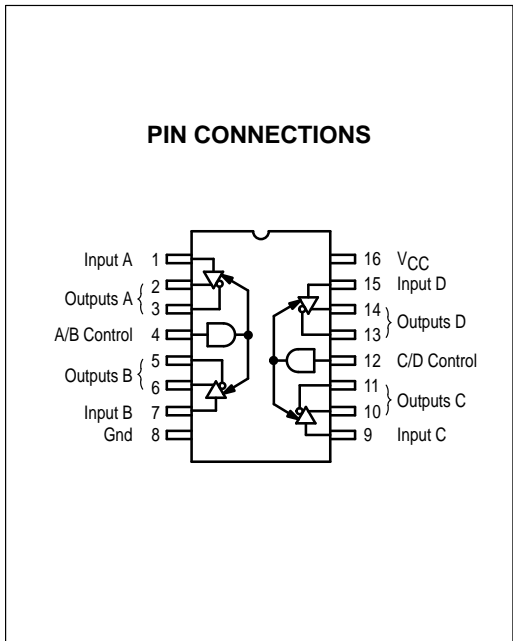 PIN CONNECTIONS
Input A 1
Outputs A 2
3
A/B Control 4
Outputs B 5
6
Input B 7
Gnd 8
16 VCC
15 Input D
14 Outputs D
13
12 C/D Control
11 Outputs C
10
9 Input C